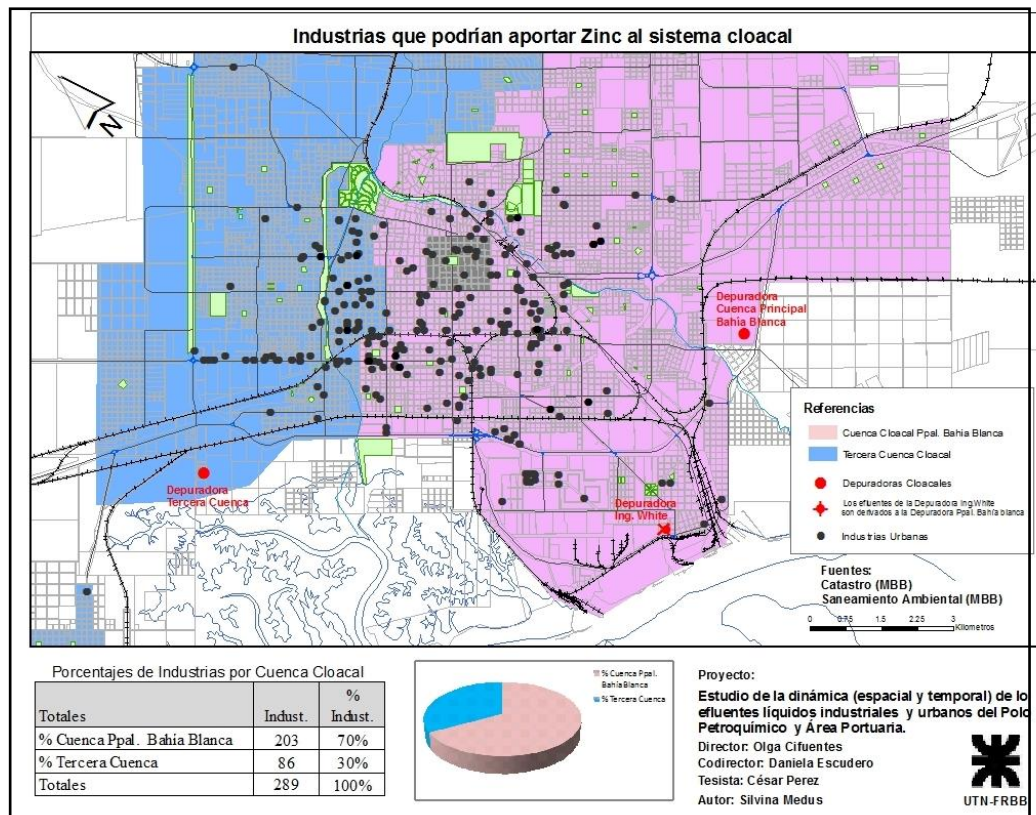 Industrias que podrían aportar Zinc al sistema cloacal
N
Depuradora
Cuenca Principal
Bahía Blanca
Depuradora
Tercera Cuenca
Depuradora
Ing. White
Referencias
Cuenca Cloacal Ppal. Bahia Blanca
Tercera Cuenca Cloacal
Depuradoras Cloacales
Los efluentes de la Depuradora Ing.White
son derivados a la Depuradora Ppal. Bahía blanca
Industrias Urbanas
Fuentes:
Catastro (MBB)
Saneamiento Ambiental (MBB)
0 0.75 1.5 2.25 3
Kilometros
Porcentajes de Industrias por Cuenca Cloacal
Totales Indust. % Indust.
% Cuenca Ppal. Bahía Blanca 203 70%
% Tercera Cuenca 86 30%
Totales 289 100%
% Cuenca Ppal.
Bahía Blanca
% Tercera Cuenca
Proyecto:
Estudio de la dinámica (espacial y temporal) de lo
efluentes líquidos industriales y urbanos del Polo
Petroquímico y Área Portuaria.
Director: Olga Cifuentes
Codirector: Daniela Escudero
Tesista: César Perez
Autor: Silvina Medus
UTN-FRBB